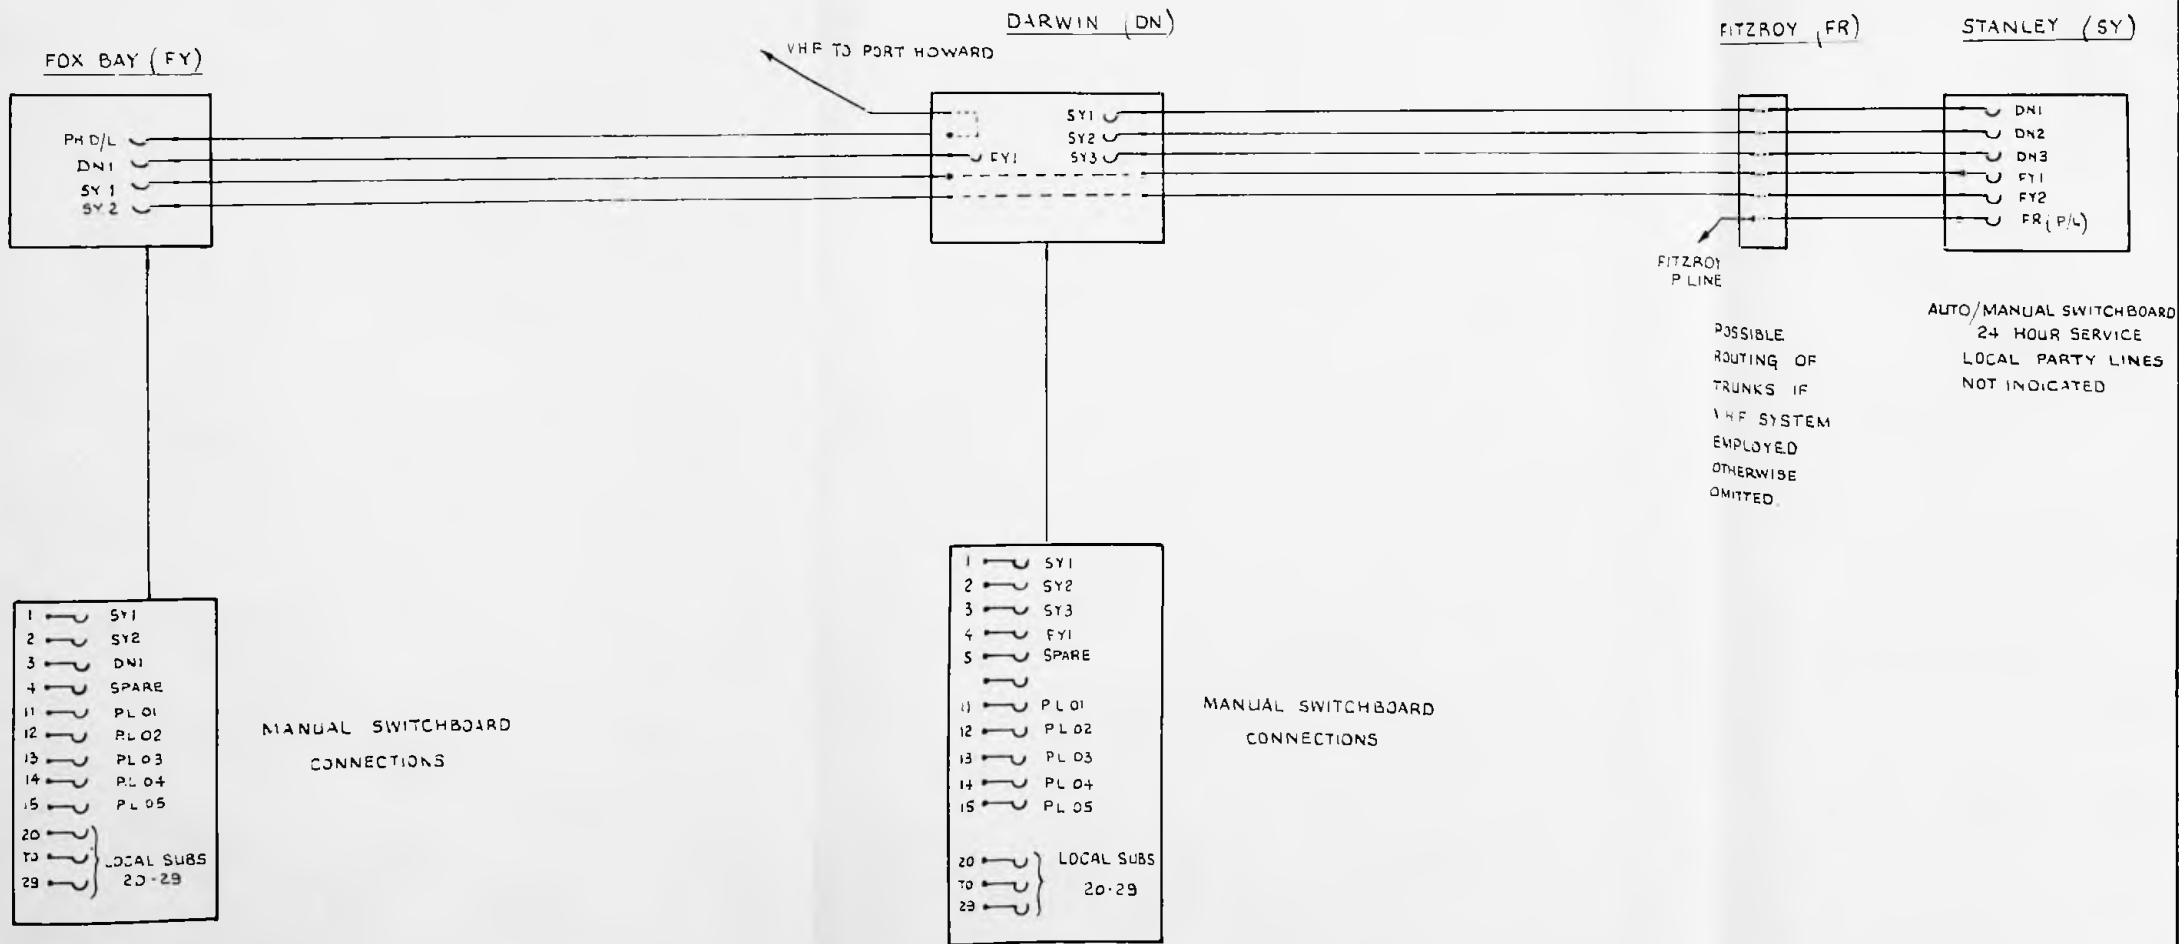 FOX BAY (FY)
DARWIN (DN)
FITZROY (FR)
STANLEY (SY)
VHF TO PORT HOWARD
PH D/L
DN1
SY 1
SY 2
FY1
SY1
SY2
SY3
DN1
DN2
DN3
FY1
FY2
FR (P/L)
FITZROY
P LINE
POSSIBLE
ROUTING OF
TRUNKS IF
VHF SYSTEM
EMPLOYED
OTHERWISE
OMITTED.
AUTO/MANUAL SWITCHBOARD
24 HOUR SERVICE
LOCAL PARTY LINES
NOT INDICATED
1 SY1
2 SY2
3 DN1
4 SPARE
11 PL 01
12 PL 02
13 PL 03
14 PL 04
15 PL 05
20
TO
29
LOCAL SUBS
20-29
MANUAL SWITCHBOARD
CONNECTIONS
1 SY1
2 SY2
3 SY3
4 FY1
5 SPARE
11 PL 01
12 PL 02
13 PL 03
14 PL 04
15 PL 05
20
TO
29
LOCAL SUBS
20-29
MANUAL SWITCHBOARD
CONNECTIONS